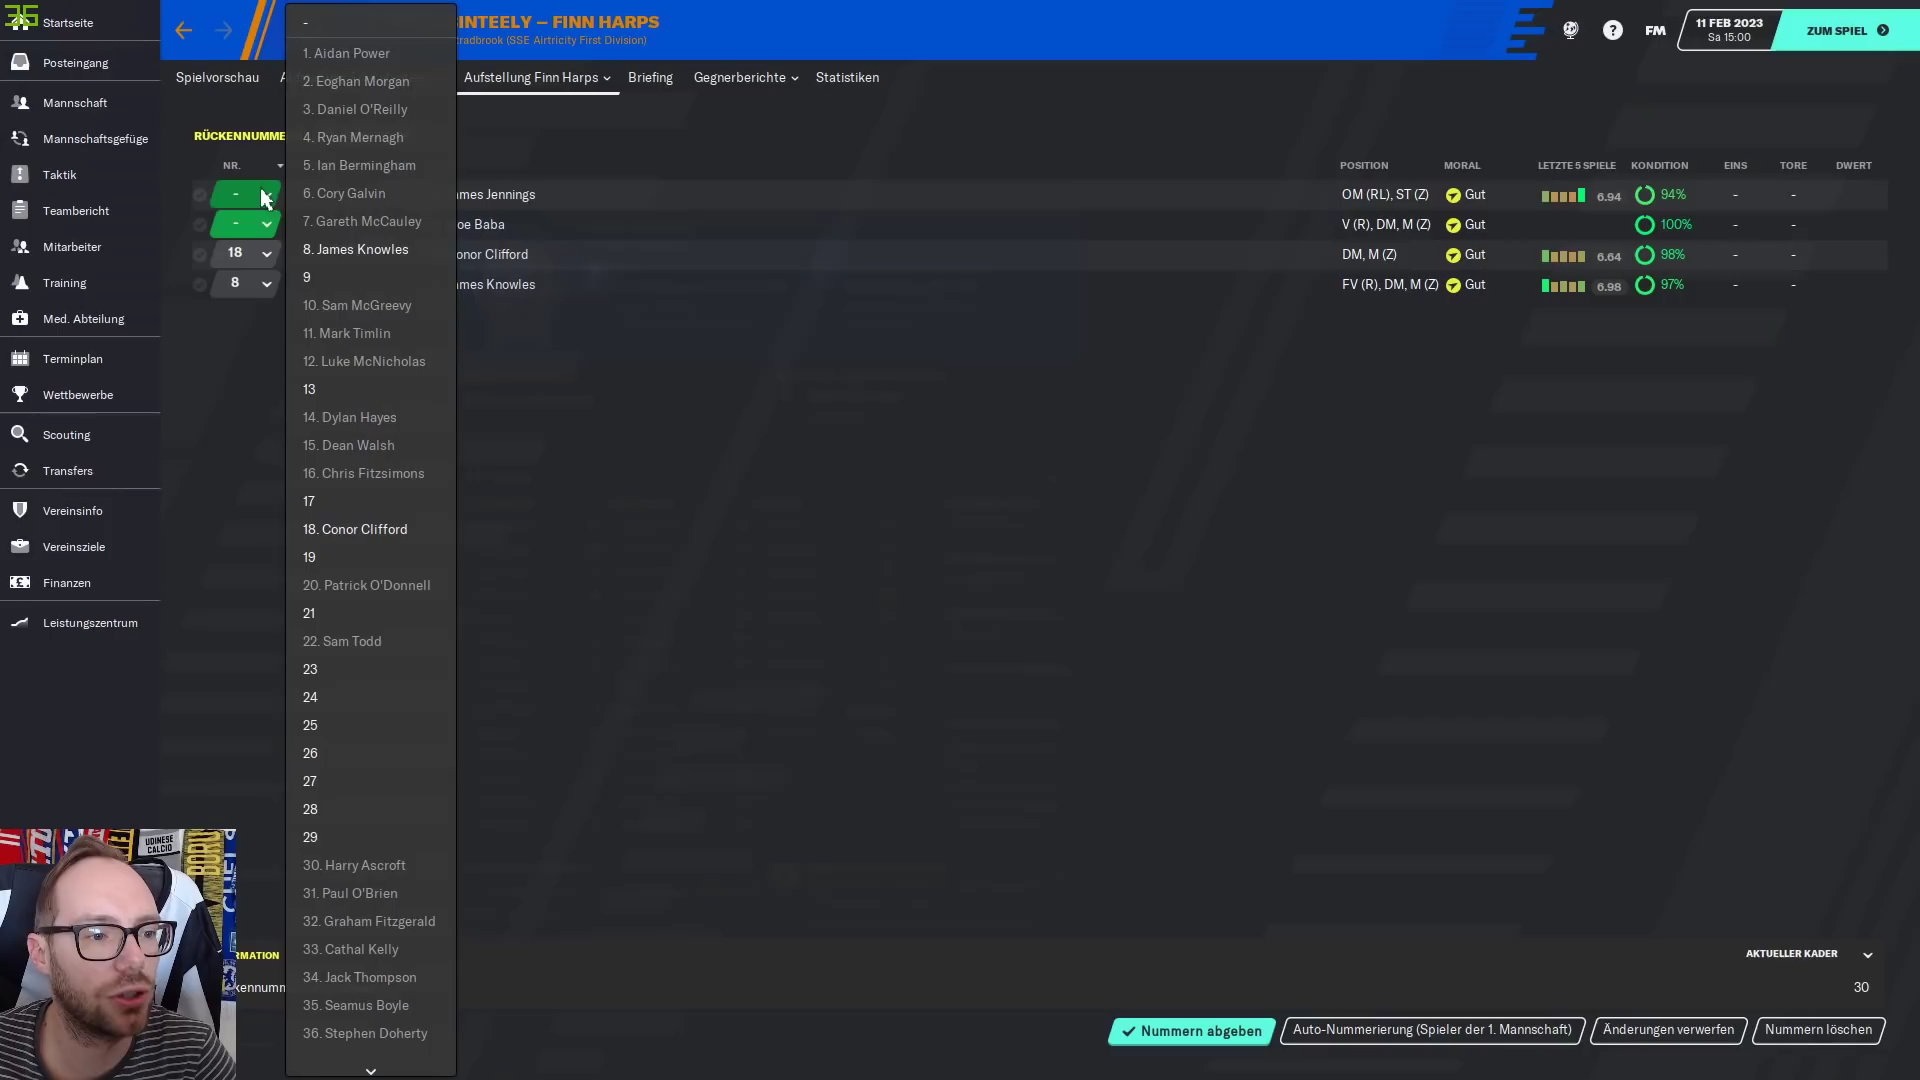 36
Startseite
Posteingang
Mannschaft
Mannschaftsgefüge
Taktik
Teambericht
Mitarbeiter
Training
Med. Abteilung
Terminplan
Wettbewerbe
Scouting
Transfers
Vereinsinfo
Vereinsziele
Finanzen
Leistungszentrum
INTEELY – FINN HARPS
(SSE Airtricity First Division)
FM
11 FEB 2023
Sa 15:00
ZUM SPIEL
Spielvorschau
Aufstellung Finn Harps
Briefing
Gegnerberichte
Statistiken
RÜCKENNUMME
NR. POSITION MORAL LETZTE 5 SPIELE KONDITION EINS TORE DWERT
- ames Jennings OM (RL), ST (Z) Gut 6.94 94% - -
- oe Baba V (R), DM, M (Z) Gut 100% - -
18 onor Clifford DM, M (Z) Gut 6.64 98% - -
8 ames Knowles FV (R), DM, M (Z) Gut 6.98 97% - -
-
1. Aidan Power
2. Eoghan Morgan
3. Daniel O'Reilly
4. Ryan Mernagh
5. Ian Bermingham
6. Cory Galvin
7. Gareth McCauley
8. James Knowles
9
10. Sam McGreevy
11. Mark Timlin
12. Luke McNicholas
13
14. Dylan Hayes
15. Dean Walsh
16. Chris Fitzsimons
17
18. Conor Clifford
19
20. Patrick O'Donnell
21
22. Sam Todd
23
24
25
26
27
28
29
30. Harry Ascroft
31. Paul O'Brien
32. Graham Fitzgerald
33. Cathal Kelly
34. Jack Thompson
35. Seamus Boyle
36. Stephen Doherty
UDINESE
CALCIO
RMATION
kennumm
AKTUELLER KADER
30
Nummern abgeben
Auto-Nummerierung (Spieler der 1. Mannschaft)
Änderungen verwerfen
Nummern löschen